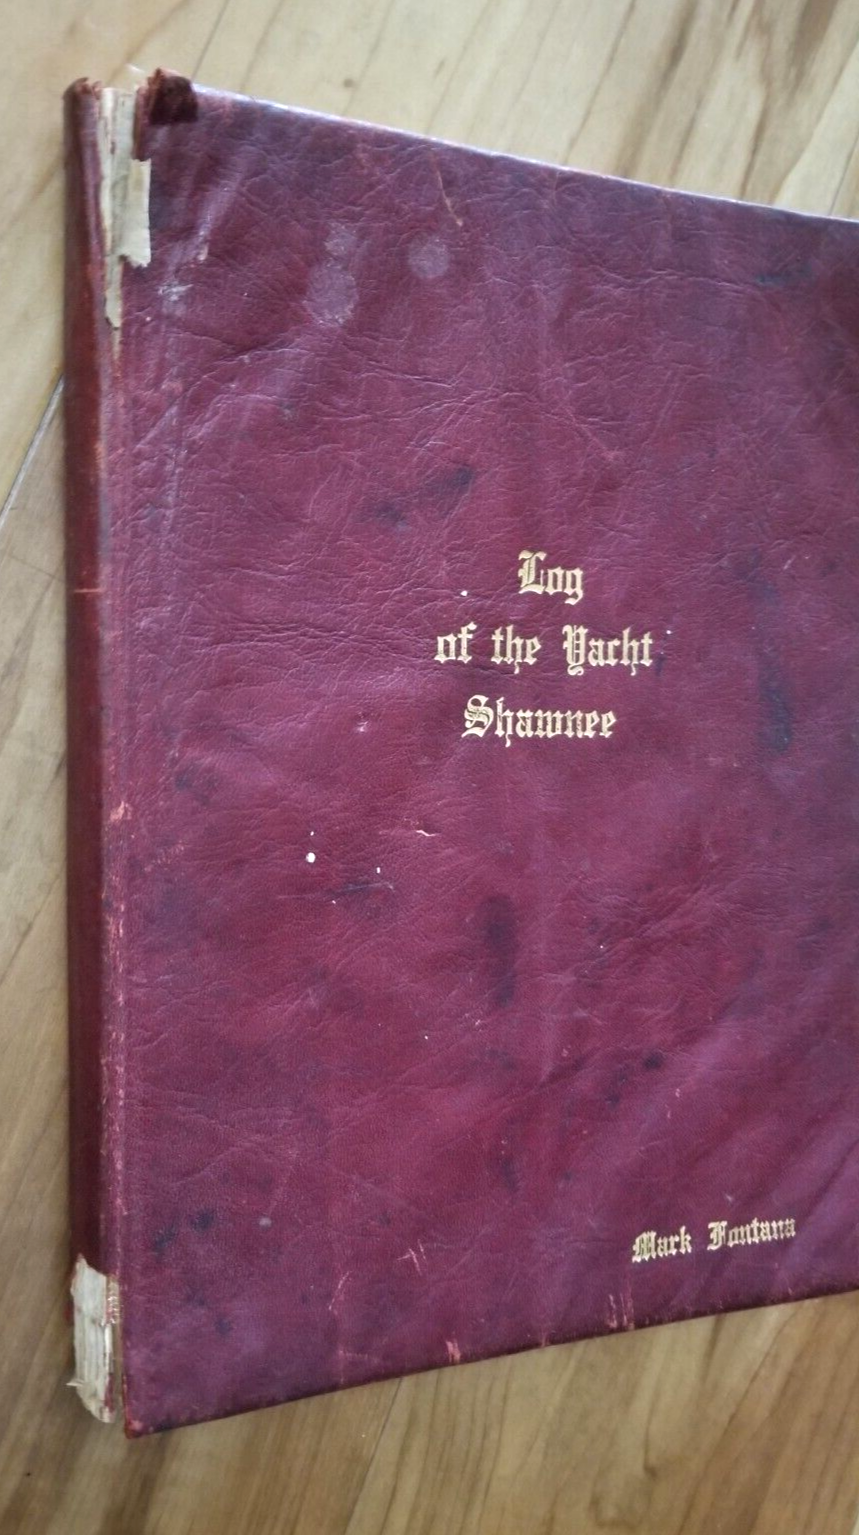 Log
of the Yacht
Shawnee
Mark Fontana